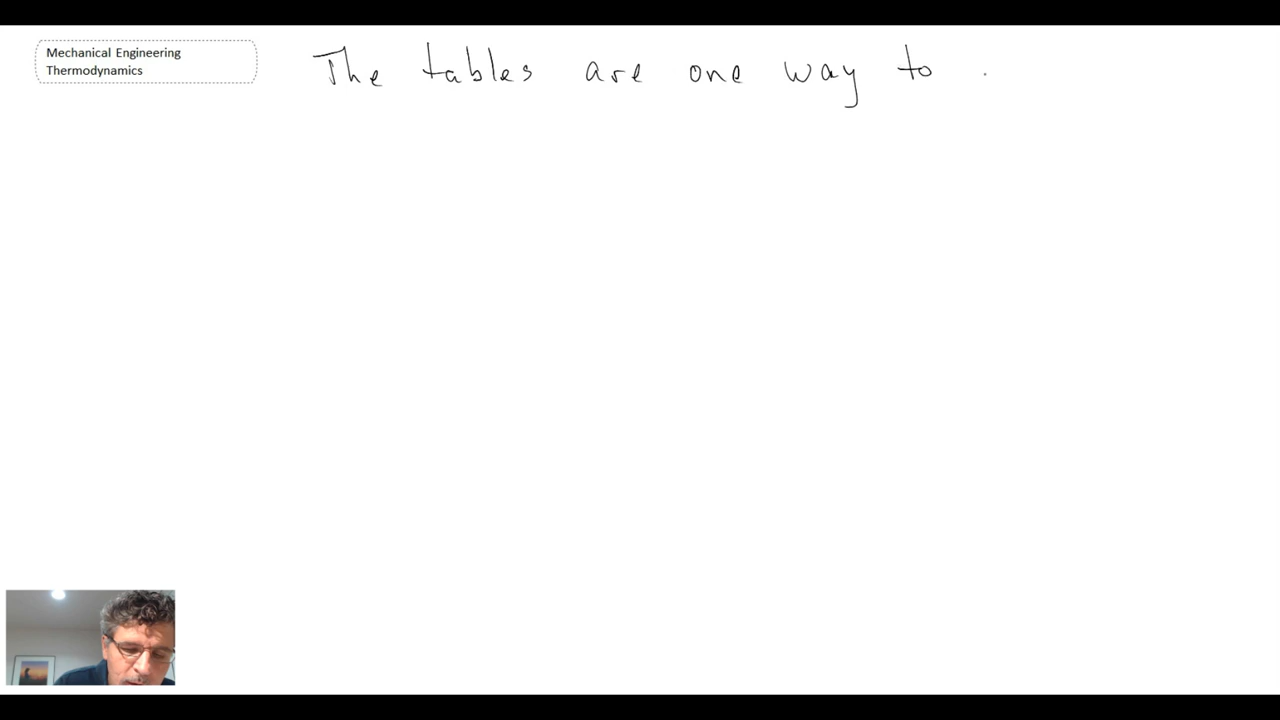 Mechanical Engineering
Thermodynamics
The tables are one way to